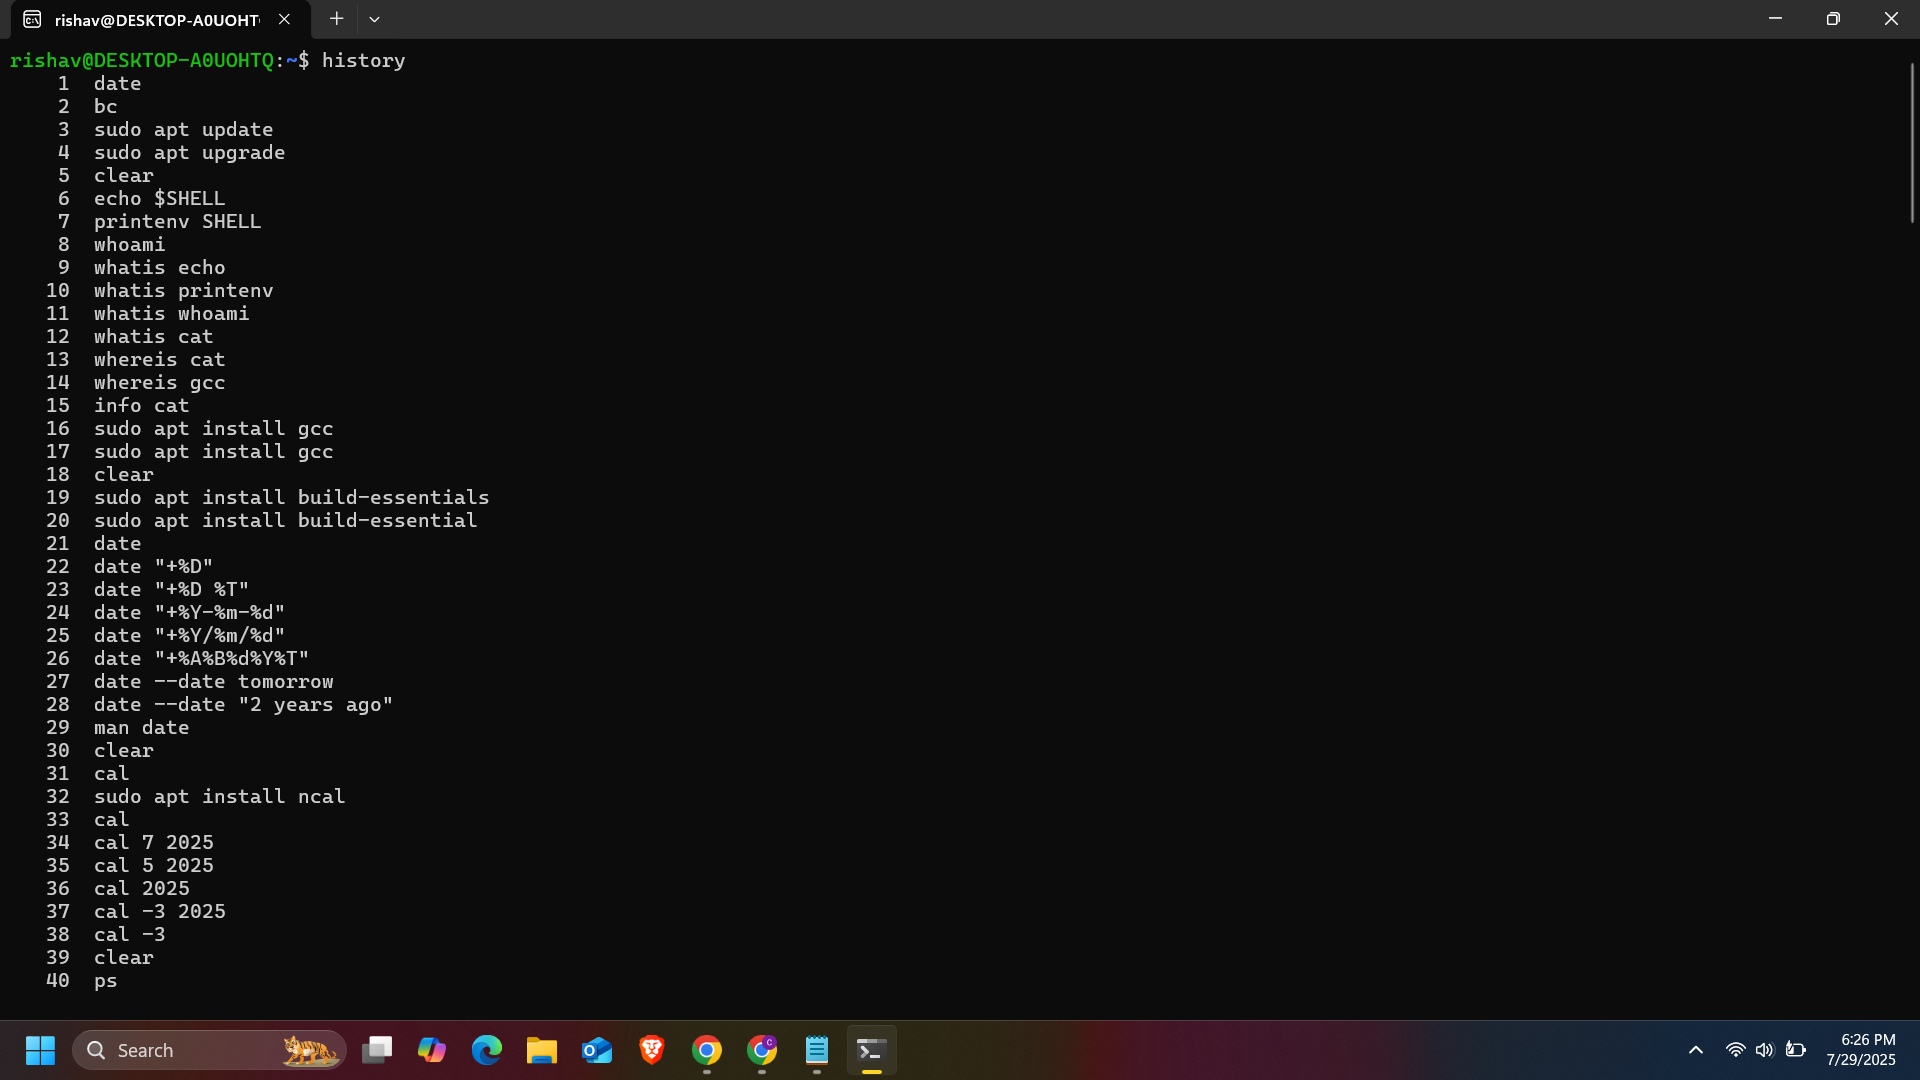 rishav@DESKTOP-A0UOHT
rishav@DESKTOP-A0UOHTQ:~$ history
1 date
2 bc
3 sudo apt update
4 sudo apt upgrade
5 clear
6 echo $SHELL
7 printenv SHELL
8 whoami
9 whatis echo
10 whatis printenv
11 whatis whoami
12 whatis cat
13 whereis cat
14 whereis gcc
15 info cat
16 sudo apt install gcc
17 sudo apt install gcc
18 clear
19 sudo apt install build-essentials
20 sudo apt install build-essential
21 date
22 date "+%D"
23 date "+%D %T"
24 date "+%Y-%m-%d"
25 date "+%Y/%m/%d"
26 date "+%A%B%d%Y%T"
27 date --date tomorrow
28 date --date "2 years ago"
29 man date
30 clear
31 cal
32 sudo apt install ncal
33 cal
34 cal 7 2025
35 cal 5 2025
36 cal 2025
37 cal -3 2025
38 cal -3
39 clear
40 ps
Search
6:26 PM
7/29/2025